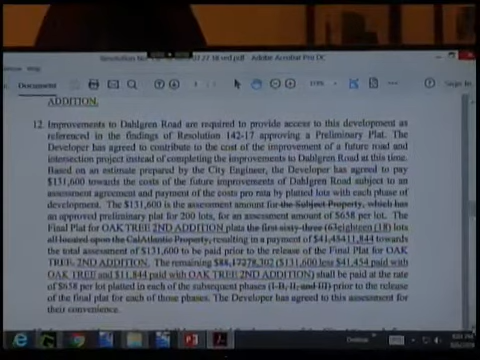 Document
Sign In
ADDITION.
12. Improvements to Dahlgren Road are required to provide access to this development as
referenced in the findings of Resolution 142-17 approving a Preliminary Plat. The
Developer has agreed to contribute to the cost of the improvement of a future road and
intersection project instead of completing the improvements to Dahlgren Road at this time.
Based on an estimate prepared by the City Engineer, the Developer has agreed to pay
$131,600 towards the costs of the future improvements of Dahlgren Road subject to an
assessment agreement and payment of the costs pro rata by platted lots with each phase of
development. The $131,600 is the assessment amount for the Subject Property, which has
an approved preliminary plat for 200 lots, for an assessment amount of $658 per lot. The
Final Plat for OAK TREE 2ND ADDITION plats the first sixty-three (63)eighteen (18) lots
all located upon the CalAtlantic Property, resulting in a payment of $41,45411,844 towards
the total assessment of $131,600 to be paid prior to the release of the Final Plat for OAK
TREE 2ND ADDITION. The remaining ($131,600 less $41,454 paid with
OAK TREE and $11,844 paid with OAK TREE 2ND ADDITION) shall be paid at the rate
of $658 per lot platted in each of the subsequent phases prior to the release
of the final plat for each of those phases. The Developer has agreed to this assessment for
their convenience.
Desktop